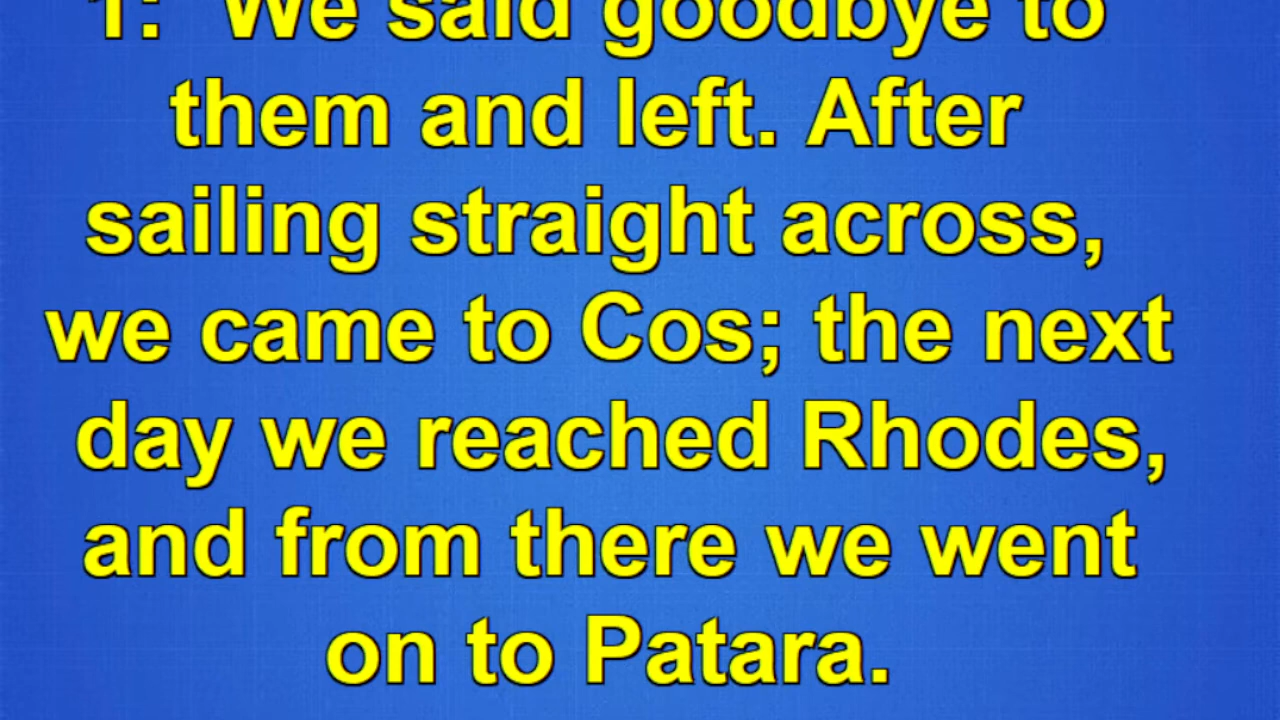 1: We said goodbye to
them and left. After
sailing straight across,
we came to Cos; the next
day we reached Rhodes,
and from there we went
on to Patara.